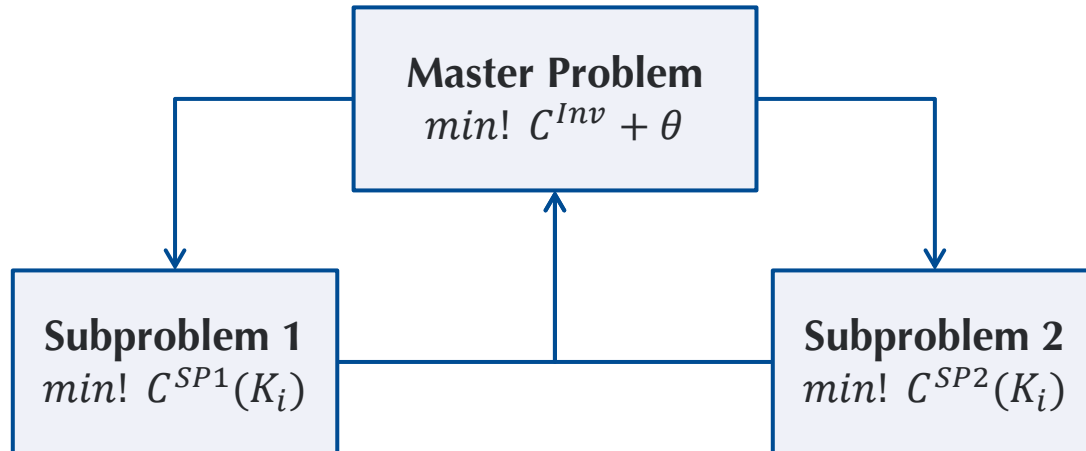 Master Problem
min! C^{Inv} + θ
Subproblem 1
min! C^{SP1}(K_i)
Subproblem 2
min! C^{SP2}(K_i)